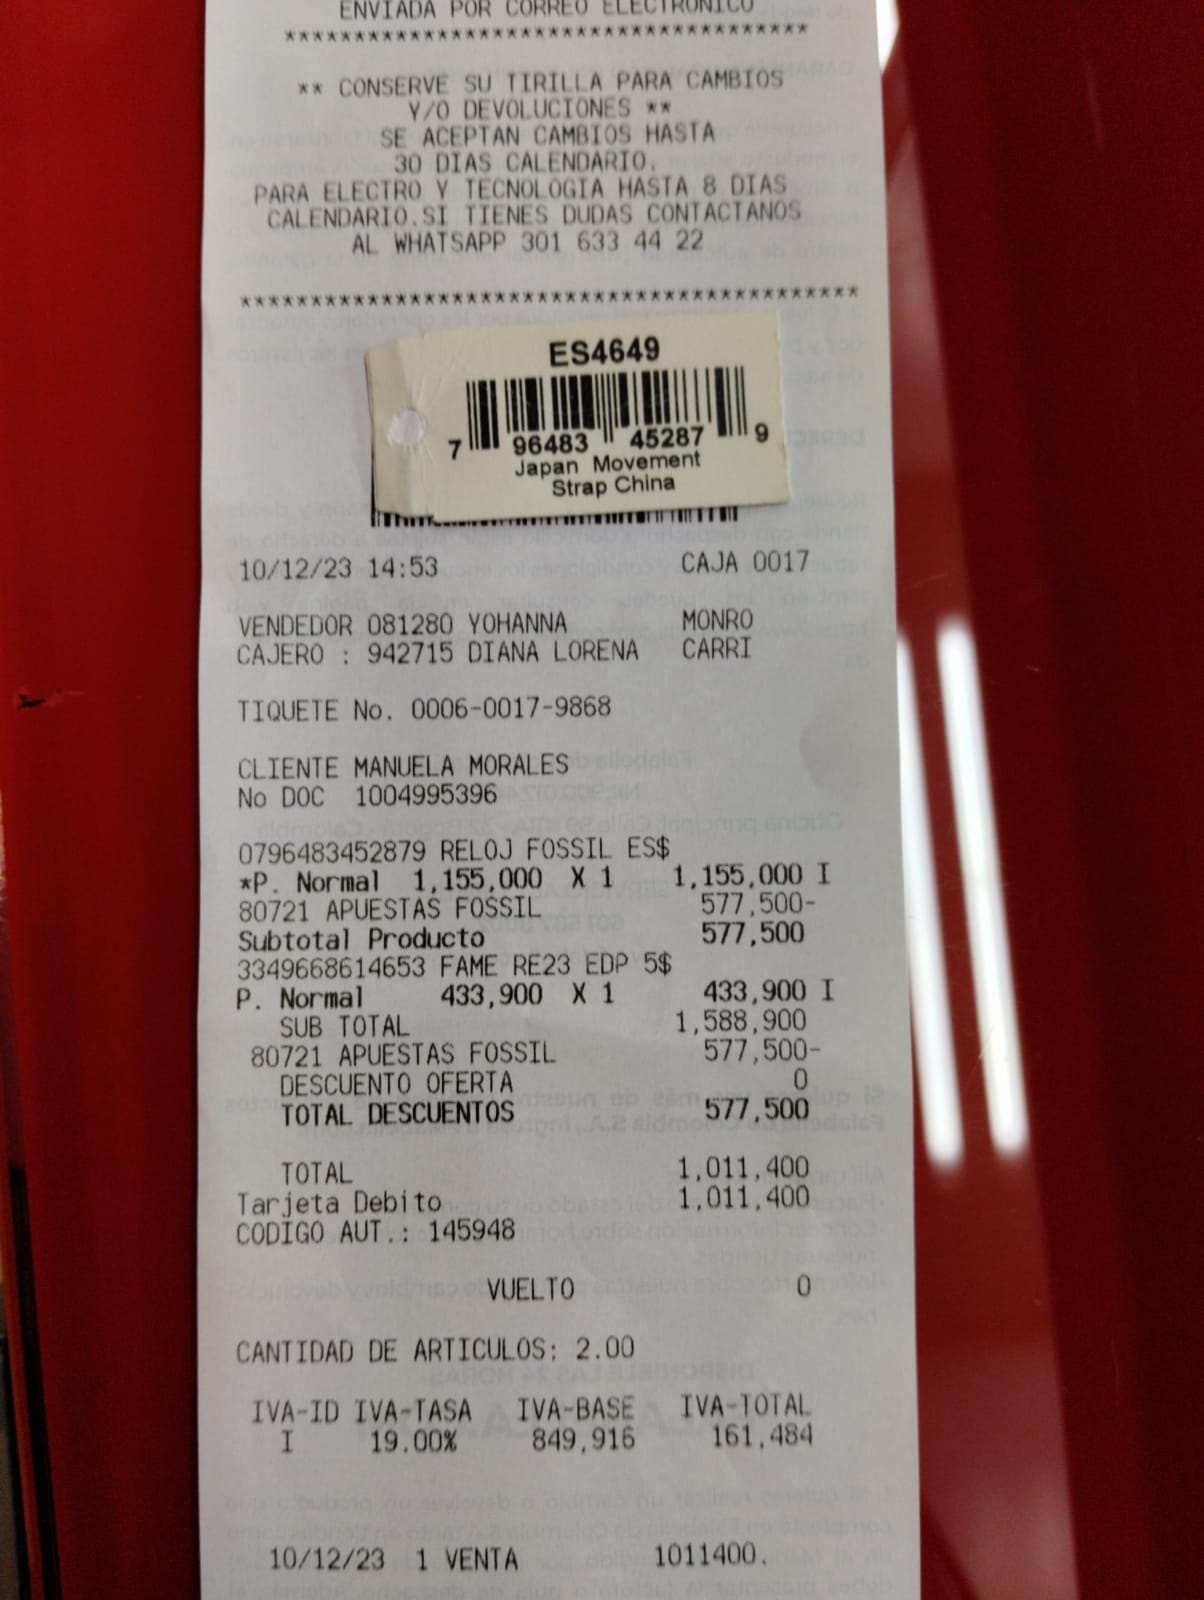 ENVIADA POR CORREO ELECTRONICO
*************************************
** CONSERVE SU TIRILLA PARA CAMBIOS
Y/O DEVOLUCIONES **
SE ACEPTAN CAMBIOS HASTA
30 DIAS CALENDARIO.
PARA ELECTRO Y TECNOLOGIA HASTA 8 DIAS
CALENDARIO.SI TIENES DUDAS CONTACTANOS
AL WHATSAPP 301 633 44 22
********************************************
ES4649
7 96483 45287 9
Japan Movement
Strap China
10/12/23 14:53 CAJA 0017
VENDEDOR 081280 YOHANNA MONRO
CAJERO : 942715 DIANA LORENA CARRI
TIQUETE No. 0006-0017-9868
CLIENTE MANUELA MORALES
No DOC 1004995396
0796483452879 RELOJ FOSSIL ES$
*P. Normal 1,155,000 X 1 1,155,000 I
80721 APUESTAS FOSSIL 577,500-
Subtotal Producto 577,500
3349668614653 FAME RE23 EDP 5$
P. Normal 433,900 X 1 433,900 I
SUB TOTAL 1,588,900
80721 APUESTAS FOSSIL 577,500-
DESCUENTO OFERTA 0
TOTAL DESCUENTOS 577,500
TOTAL 1,011,400
Tarjeta Debito 1,011,400
CODIGO AUT.: 145948
VUELTO 0
CANTIDAD DE ARTICULOS: 2.00
IVA-ID IVA-TASA IVA-BASE IVA-TOTAL
I 19.00% 849,916 161,484
10/12/23 1 VENTA 1011400.